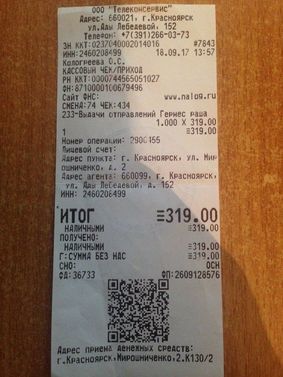 ООО "Телеконсервис"
Адрес: 660021, г.Красноярск
ул.Ады Лебедевой, 152
Телефон: +7(391)266-03-73
ЗН ККТ:0237040002014016 #7843
ИНН:2460208499 18.09.17 13:57
Кологреева О.С.
КАССОВЫЙ ЧЕК/ПРИХОД
РН ККТ:0000744565051027
ФН:8710000100679496
Сайт ФНС: www.nalog.ru
СМЕНА:74 ЧЕК:434
233-Выдачи отправлений Гермес раша
1.000 X 319.00
1 ≡319.00
Номер операции: 2900455
Лицевой счет:
Адрес пункта: г. Красноярск, ул. Мирошниченко, д. 2
Адрес агента: 660099, г. Красноярск,
ул. Ады Лебедевой, д. 152
ИНН: 2460208499
ИТОГ ≡319.00
НАЛИЧНЫМИ ≡319.00
ПОЛУЧЕНО:
НАЛИЧНЫМИ ≡319.00
Г:СУММА БЕЗ НДС ≡319.00
СНО: ОСН
ФД:36733 ФП:2609128576
Адрес приема денежных средств:
г.Красноярск,Мирошниченко,2.К130/2